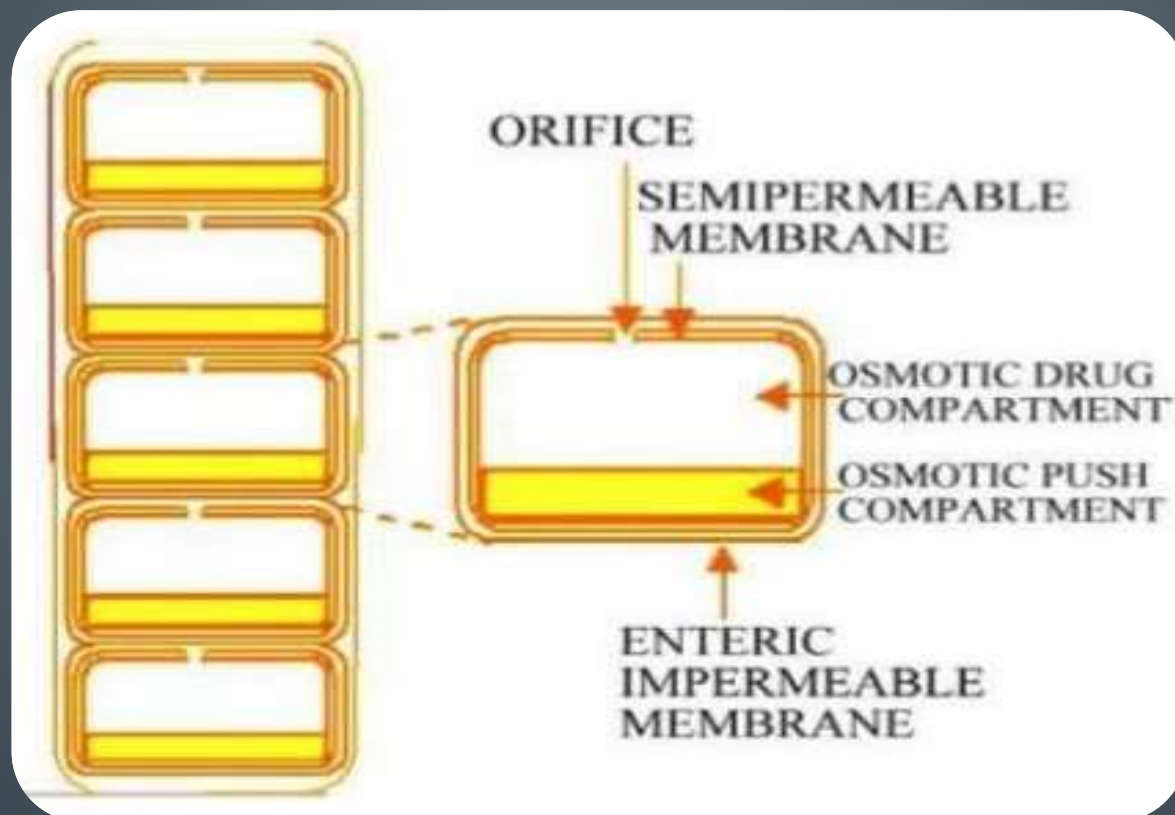 ORIFICE
SEMIPERMEABLE
MEMBRANE
OSMOTIC DRUG
COMPARTMENT
OSMOTIC PUSH
COMPARTMENT
ENTERIC
IMPERMEABLE
MEMBRANE